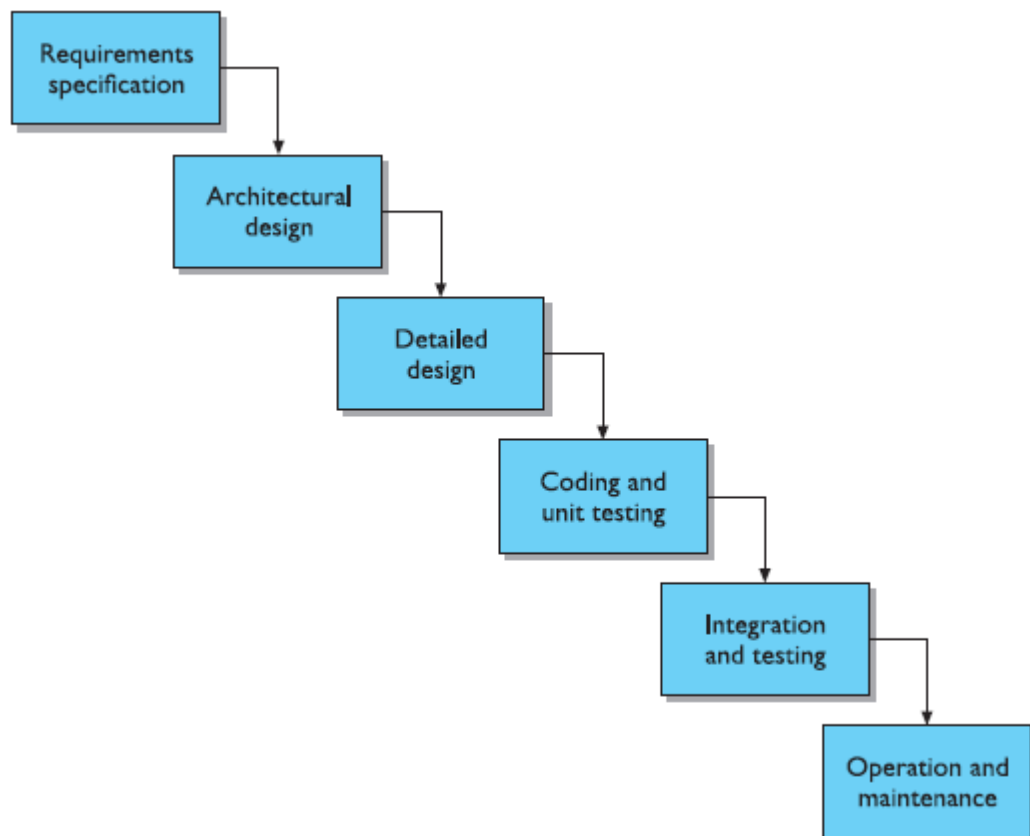 Requirements
specification
Architectural
design
Detailed
design
Coding and
unit testing
Integration
and testing
Operation and
maintenance